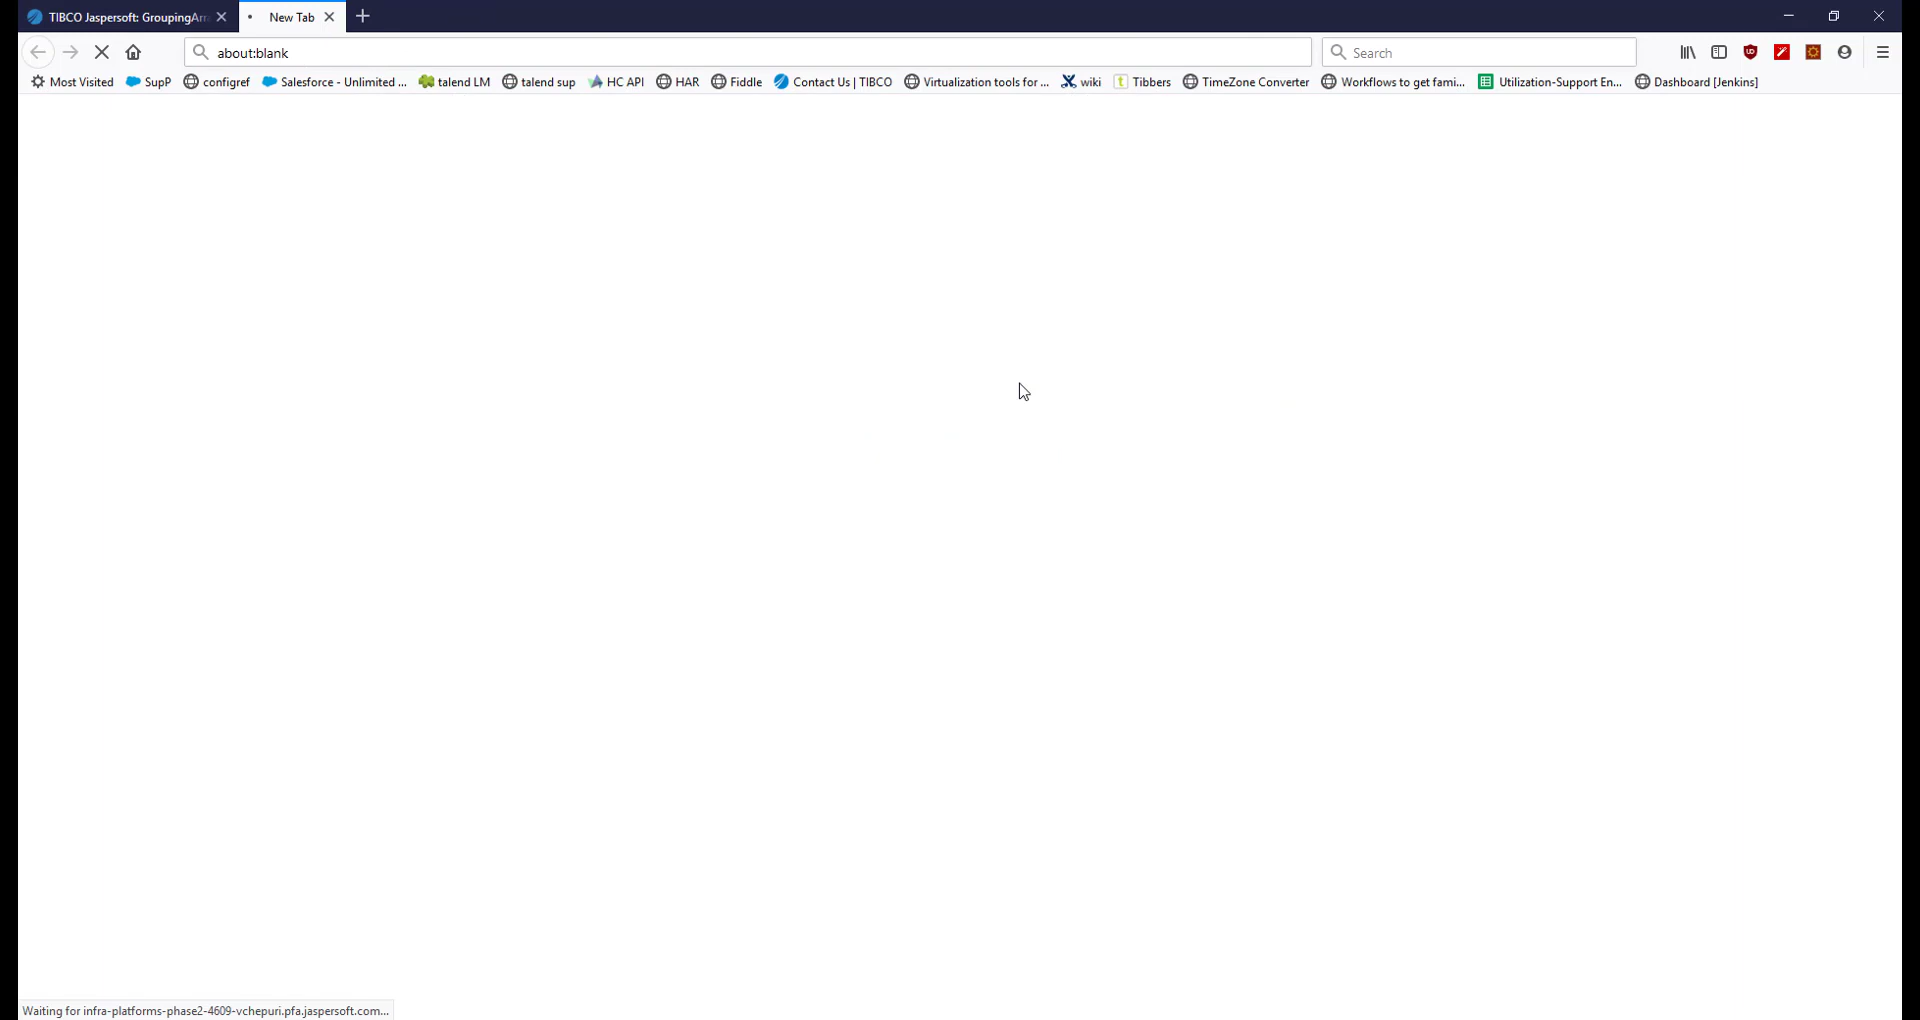 TIBCO Jaspersoft: GroupingArra
New Tab
about:blank
Search
Most Visited
SupP
configref
Salesforce - Unlimited ...
talend LM
talend sup
HC API
HAR
Fiddle
Contact Us | TIBCO
Virtualization tools for ...
wiki
t Tibbers
TimeZone Converter
Workflows to get fami...
Utilization-Support En...
Dashboard [Jenkins]
Waiting for infra-platforms-phase2-4609-vchepuri.pfa.jaspersoft.com...